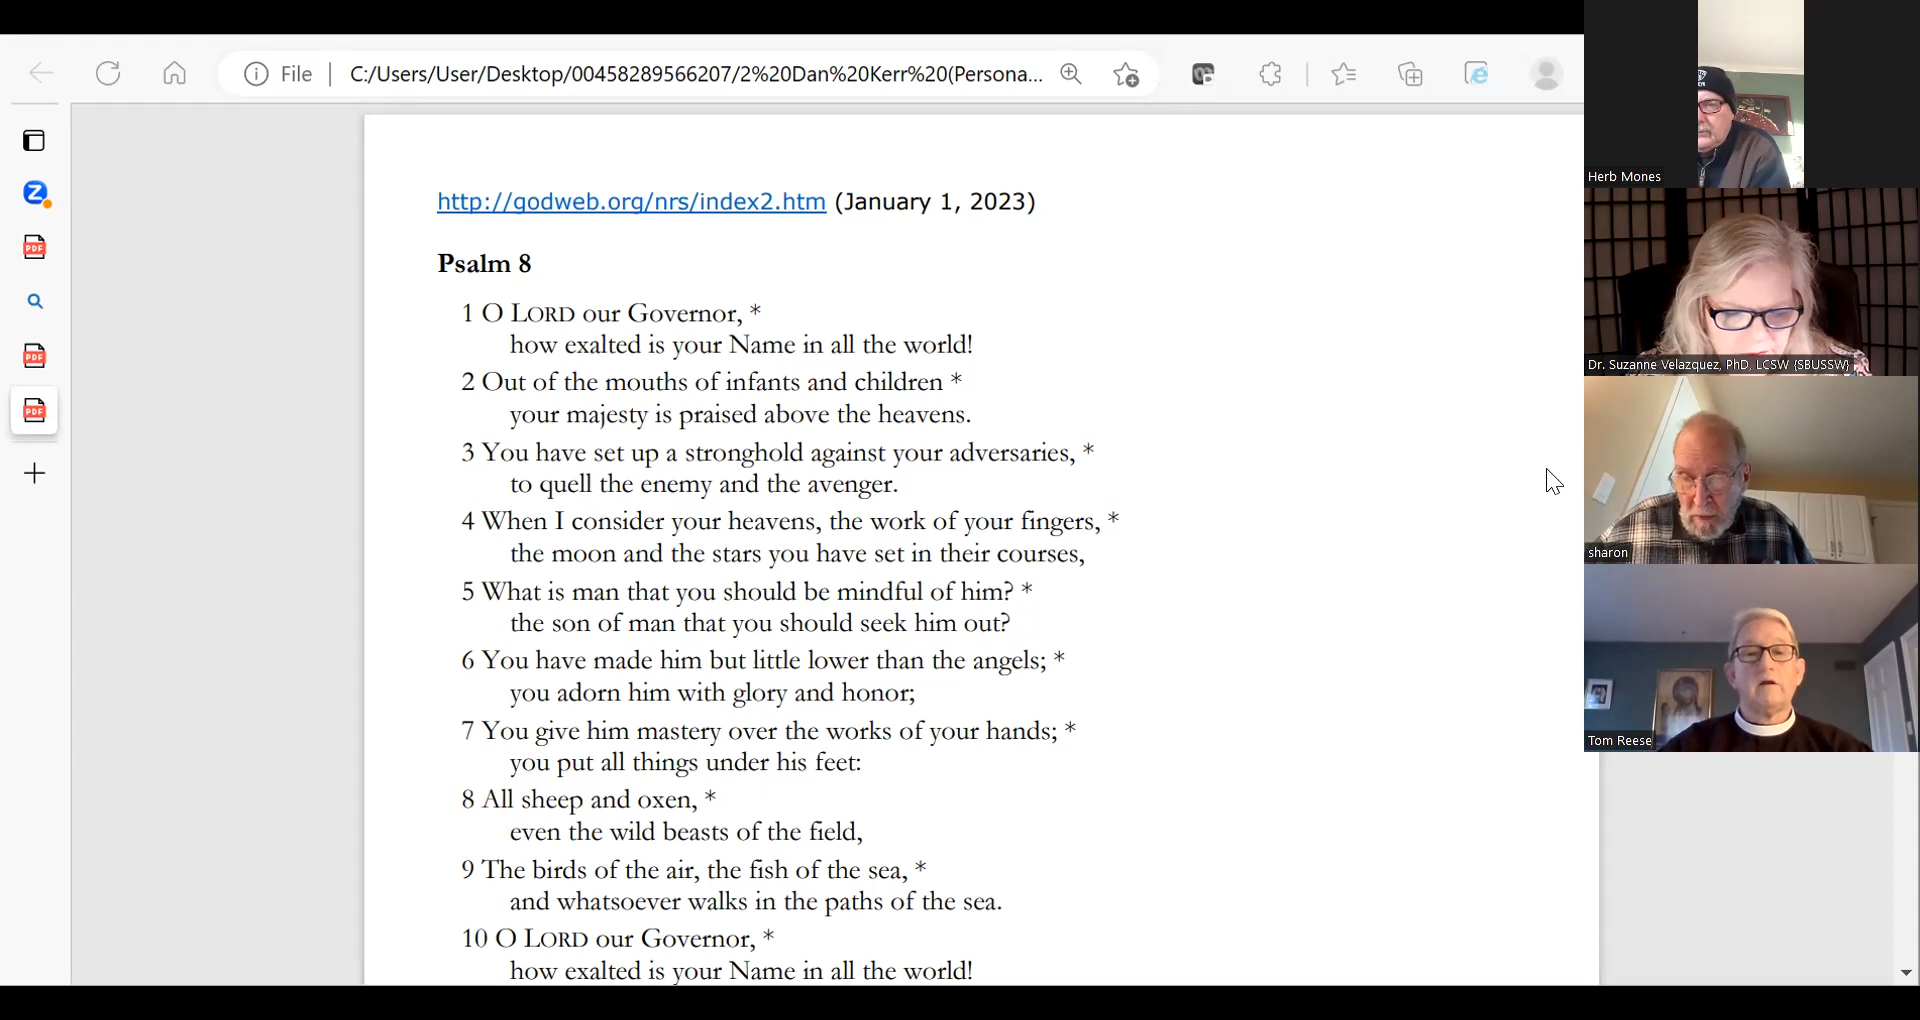 File
C:/Users/User/Desktop/00458289566207/2%20Dan%20Kerr%20(Persona...
http://godweb.org/nrs/index2.htm (January 1, 2023)
Psalm 8
1 O LORD our Governor, *
how exalted is your Name in all the world!
2 Out of the mouths of infants and children *
your majesty is praised above the heavens.
3 You have set up a stronghold against your adversaries, *
to quell the enemy and the avenger.
4 When I consider your heavens, the work of your fingers, *
the moon and the stars you have set in their courses,
5 What is man that you should be mindful of him? *
the son of man that you should seek him out?
6 You have made him but little lower than the angels; *
you adorn him with glory and honor;
7 You give him mastery over the works of your hands; *
you put all things under his feet:
8 All sheep and oxen, *
even the wild beasts of the field,
9 The birds of the air, the fish of the sea, *
and whatsoever walks in the paths of the sea.
10 O LORD our Governor, *
how exalted is your Name in all the world!
PDF
PDF
PDF
Herb Mones
Dr. Suzanne Velazquez, PhD, LCSW {SBUSSW}
sharon
Tom Reese